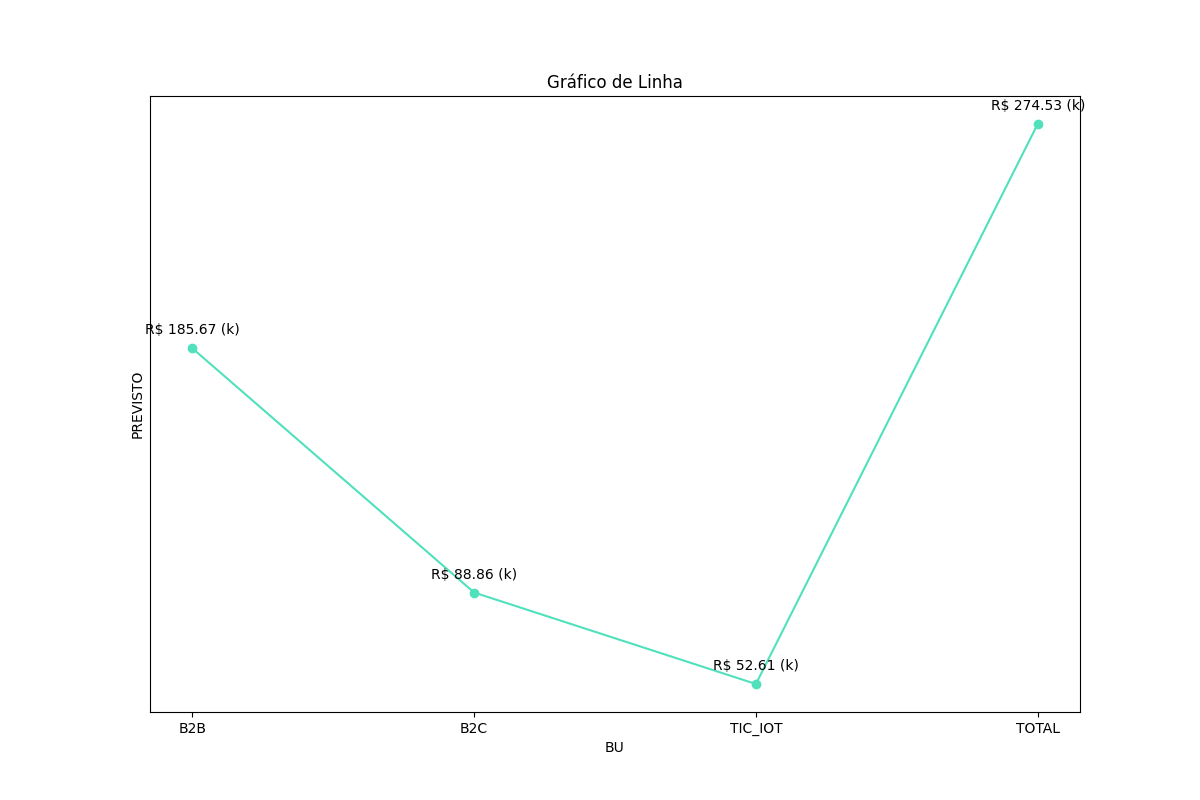 Gráfico de Linha
R$ 274.53 (k)
R$ 185.67 (k)
PREVISTO
R$ 88.86 (k)
R$ 52.61 (k)
B2B
B2C
TIC_IOT
TOTAL
BU